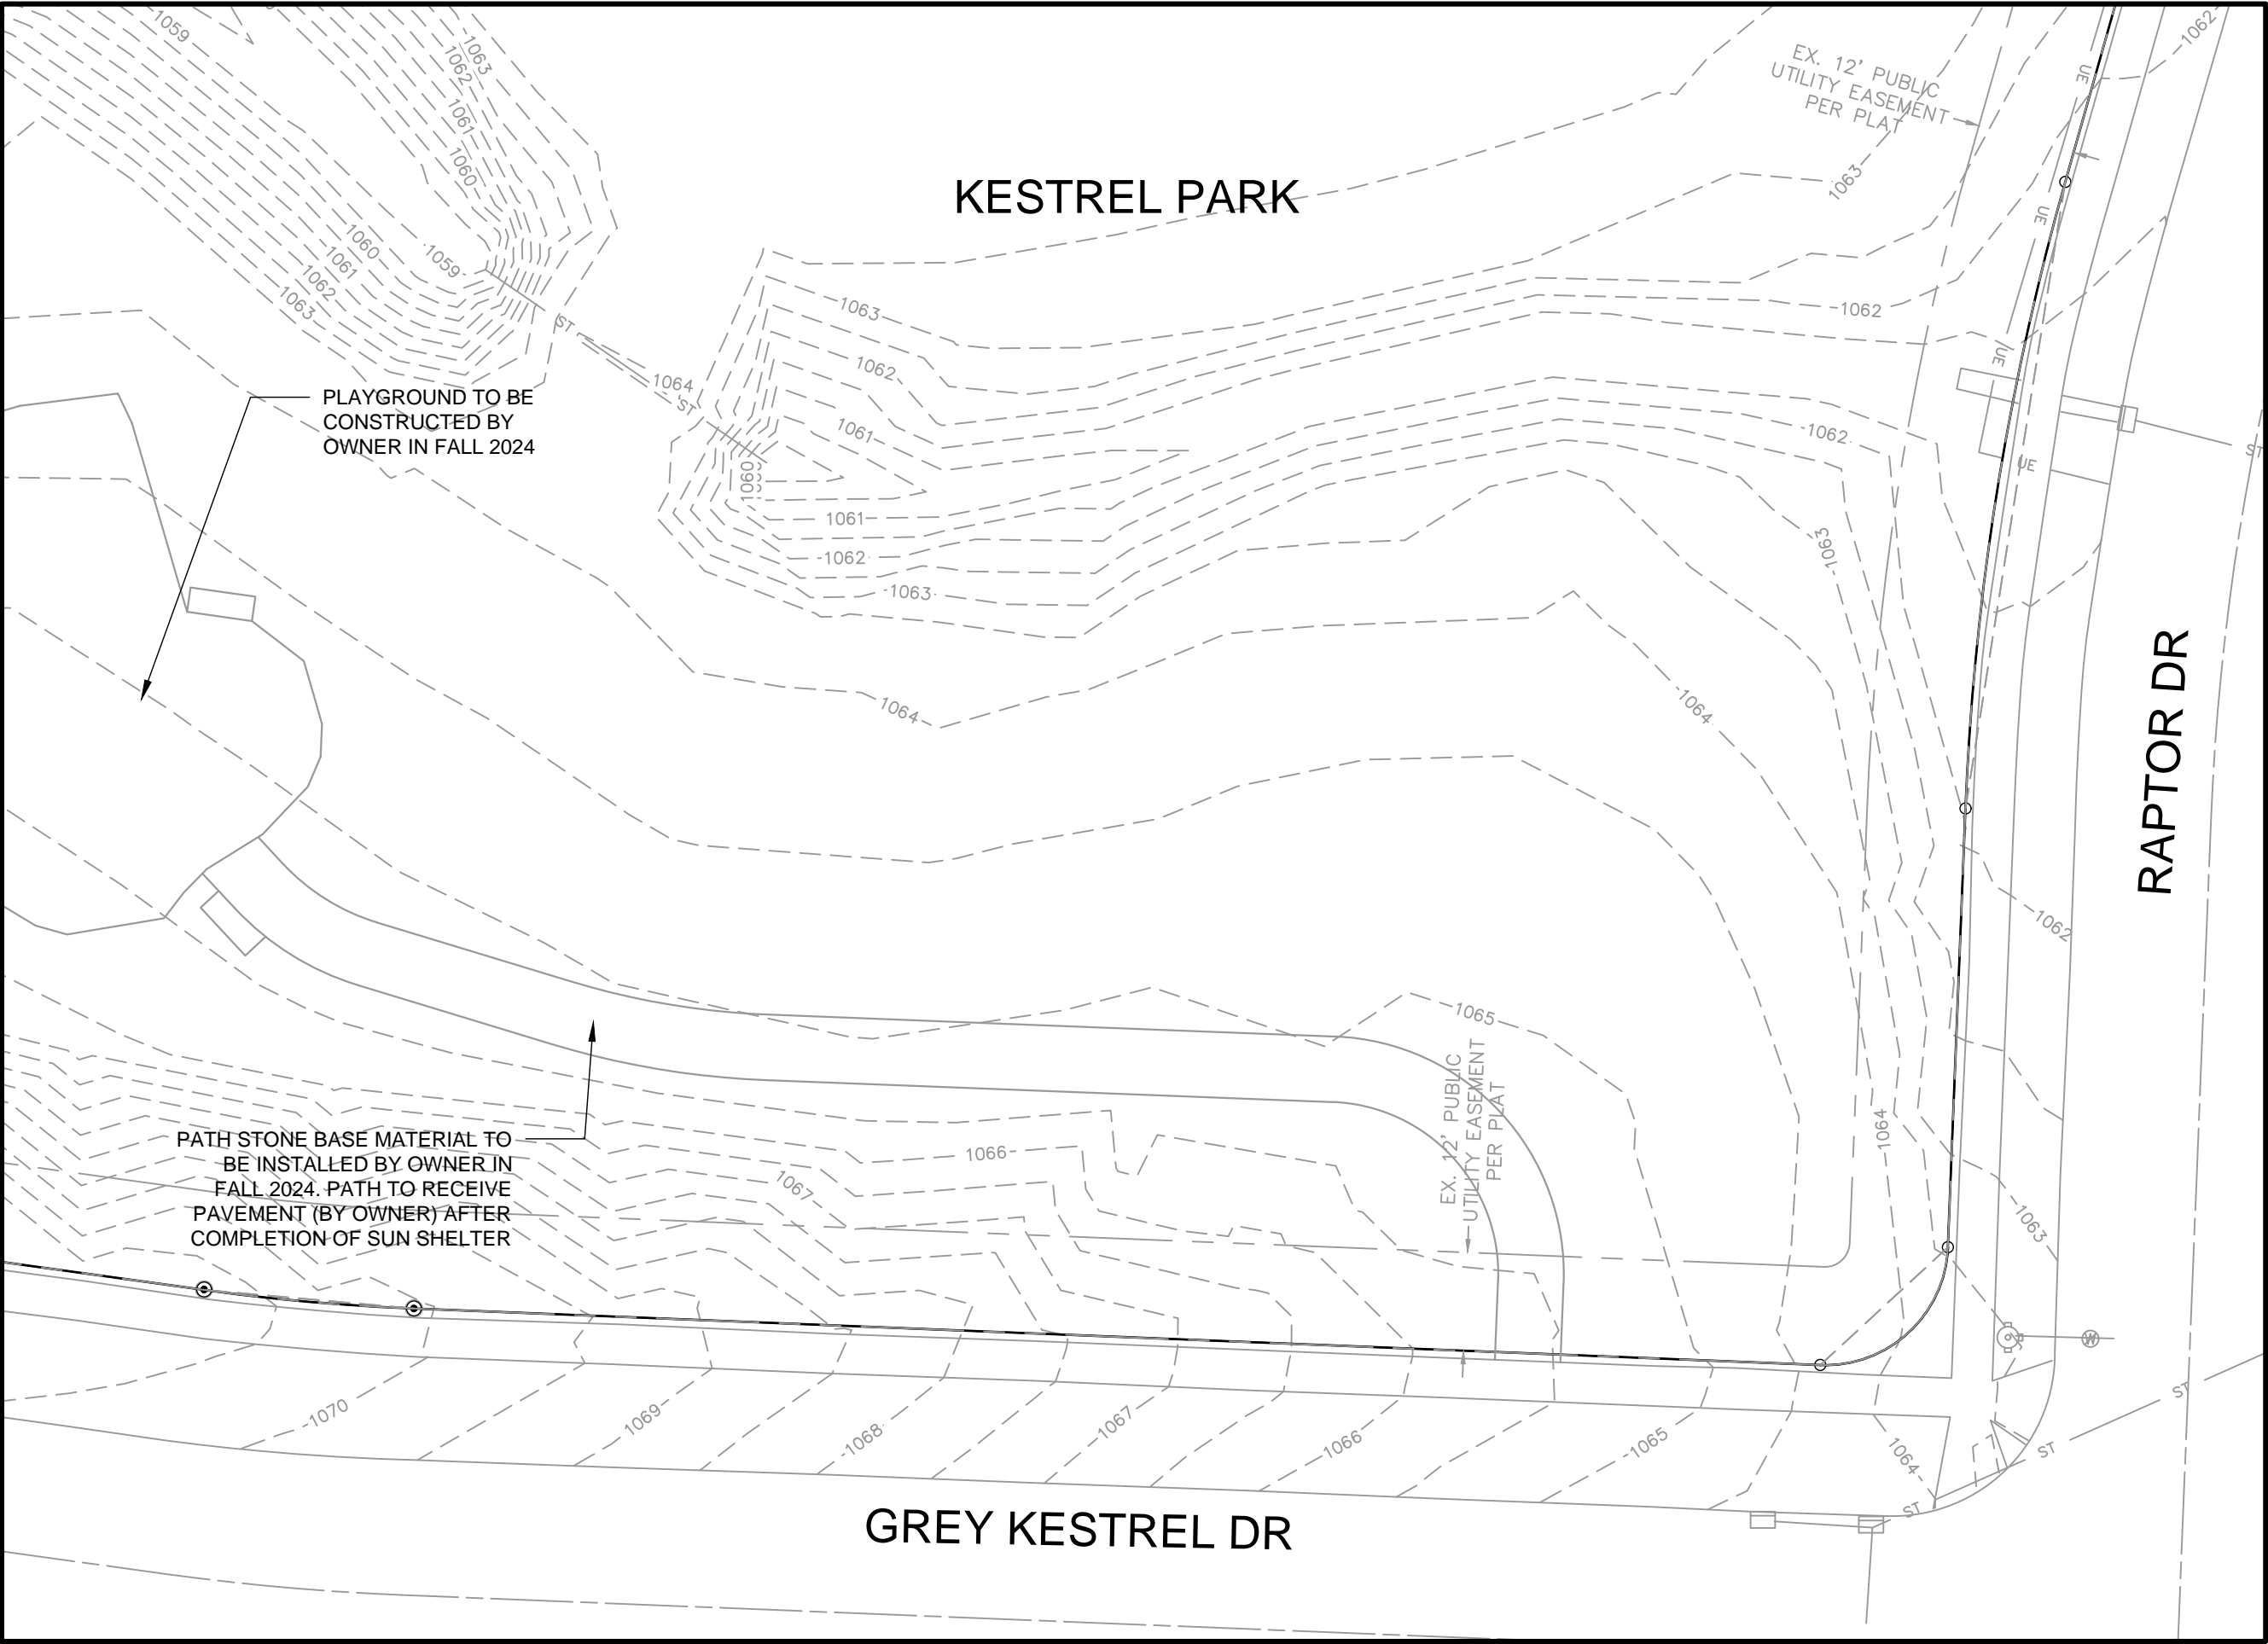 1059
1063
1062
1061
1060
1062
EX. 12' PUBLIC
UTILITY EASEMENT
PER PLAT
UE
KESTREL PARK
1063
UE
1060
1061
1062
1063
1059
ST
1063
1062
1062
UE
1064
ST
PLAYGROUND TO BE
CONSTRUCTED BY
OWNER IN FALL 2024
1061
1062
ST
UE
1060
1061
1062
1063
1063
RAPTOR DR
1064
1064
1062
1065
EX. 12' PUBLIC
UTILITY EASEMENT
PER PLAT
1064
PATH STONE BASE MATERIAL TO
BE INSTALLED BY OWNER IN
FALL 2024. PATH TO RECEIVE
PAVEMENT (BY OWNER) AFTER
COMPLETION OF SUN SHELTER
1066
1067
1063
W
1070
1069
1068
1067
1066
1065
1064
ST
ST
ST
GREY KESTREL DR